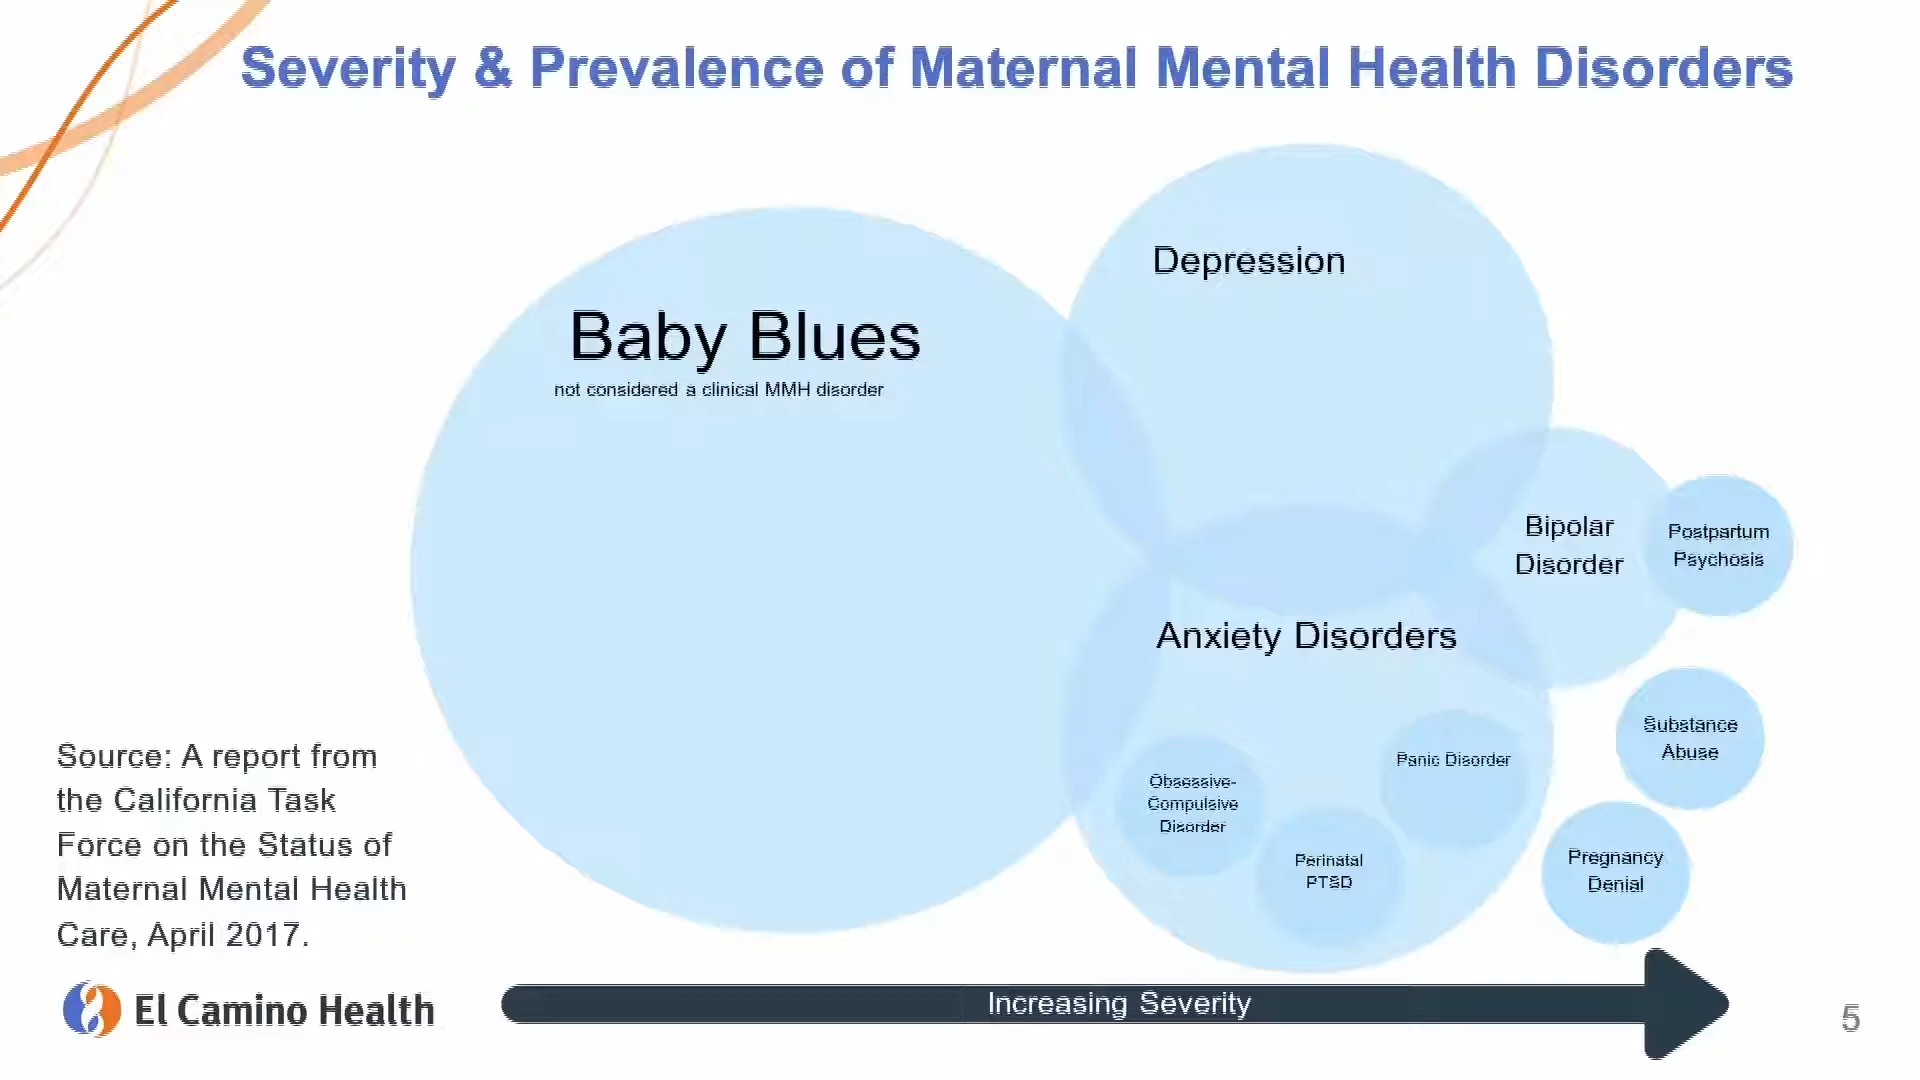 Severity & Prevalence of Maternal Mental Health Disorders
Depression
Baby Blues
not considered a clinical MMH disorder
Bipolar
Disorder
Postpartum
Psychosis
Anxiety Disorders
Substance
Abuse
Panic Disorder
Obsessive-
Compulsive
Disorder
Perinatal
PTSD
Pregnancy
Denial
Source: A report from
the California Task
Force on the Status of
Maternal Mental Health
Care, April 2017.
El Camino Health
Increasing Severity
5